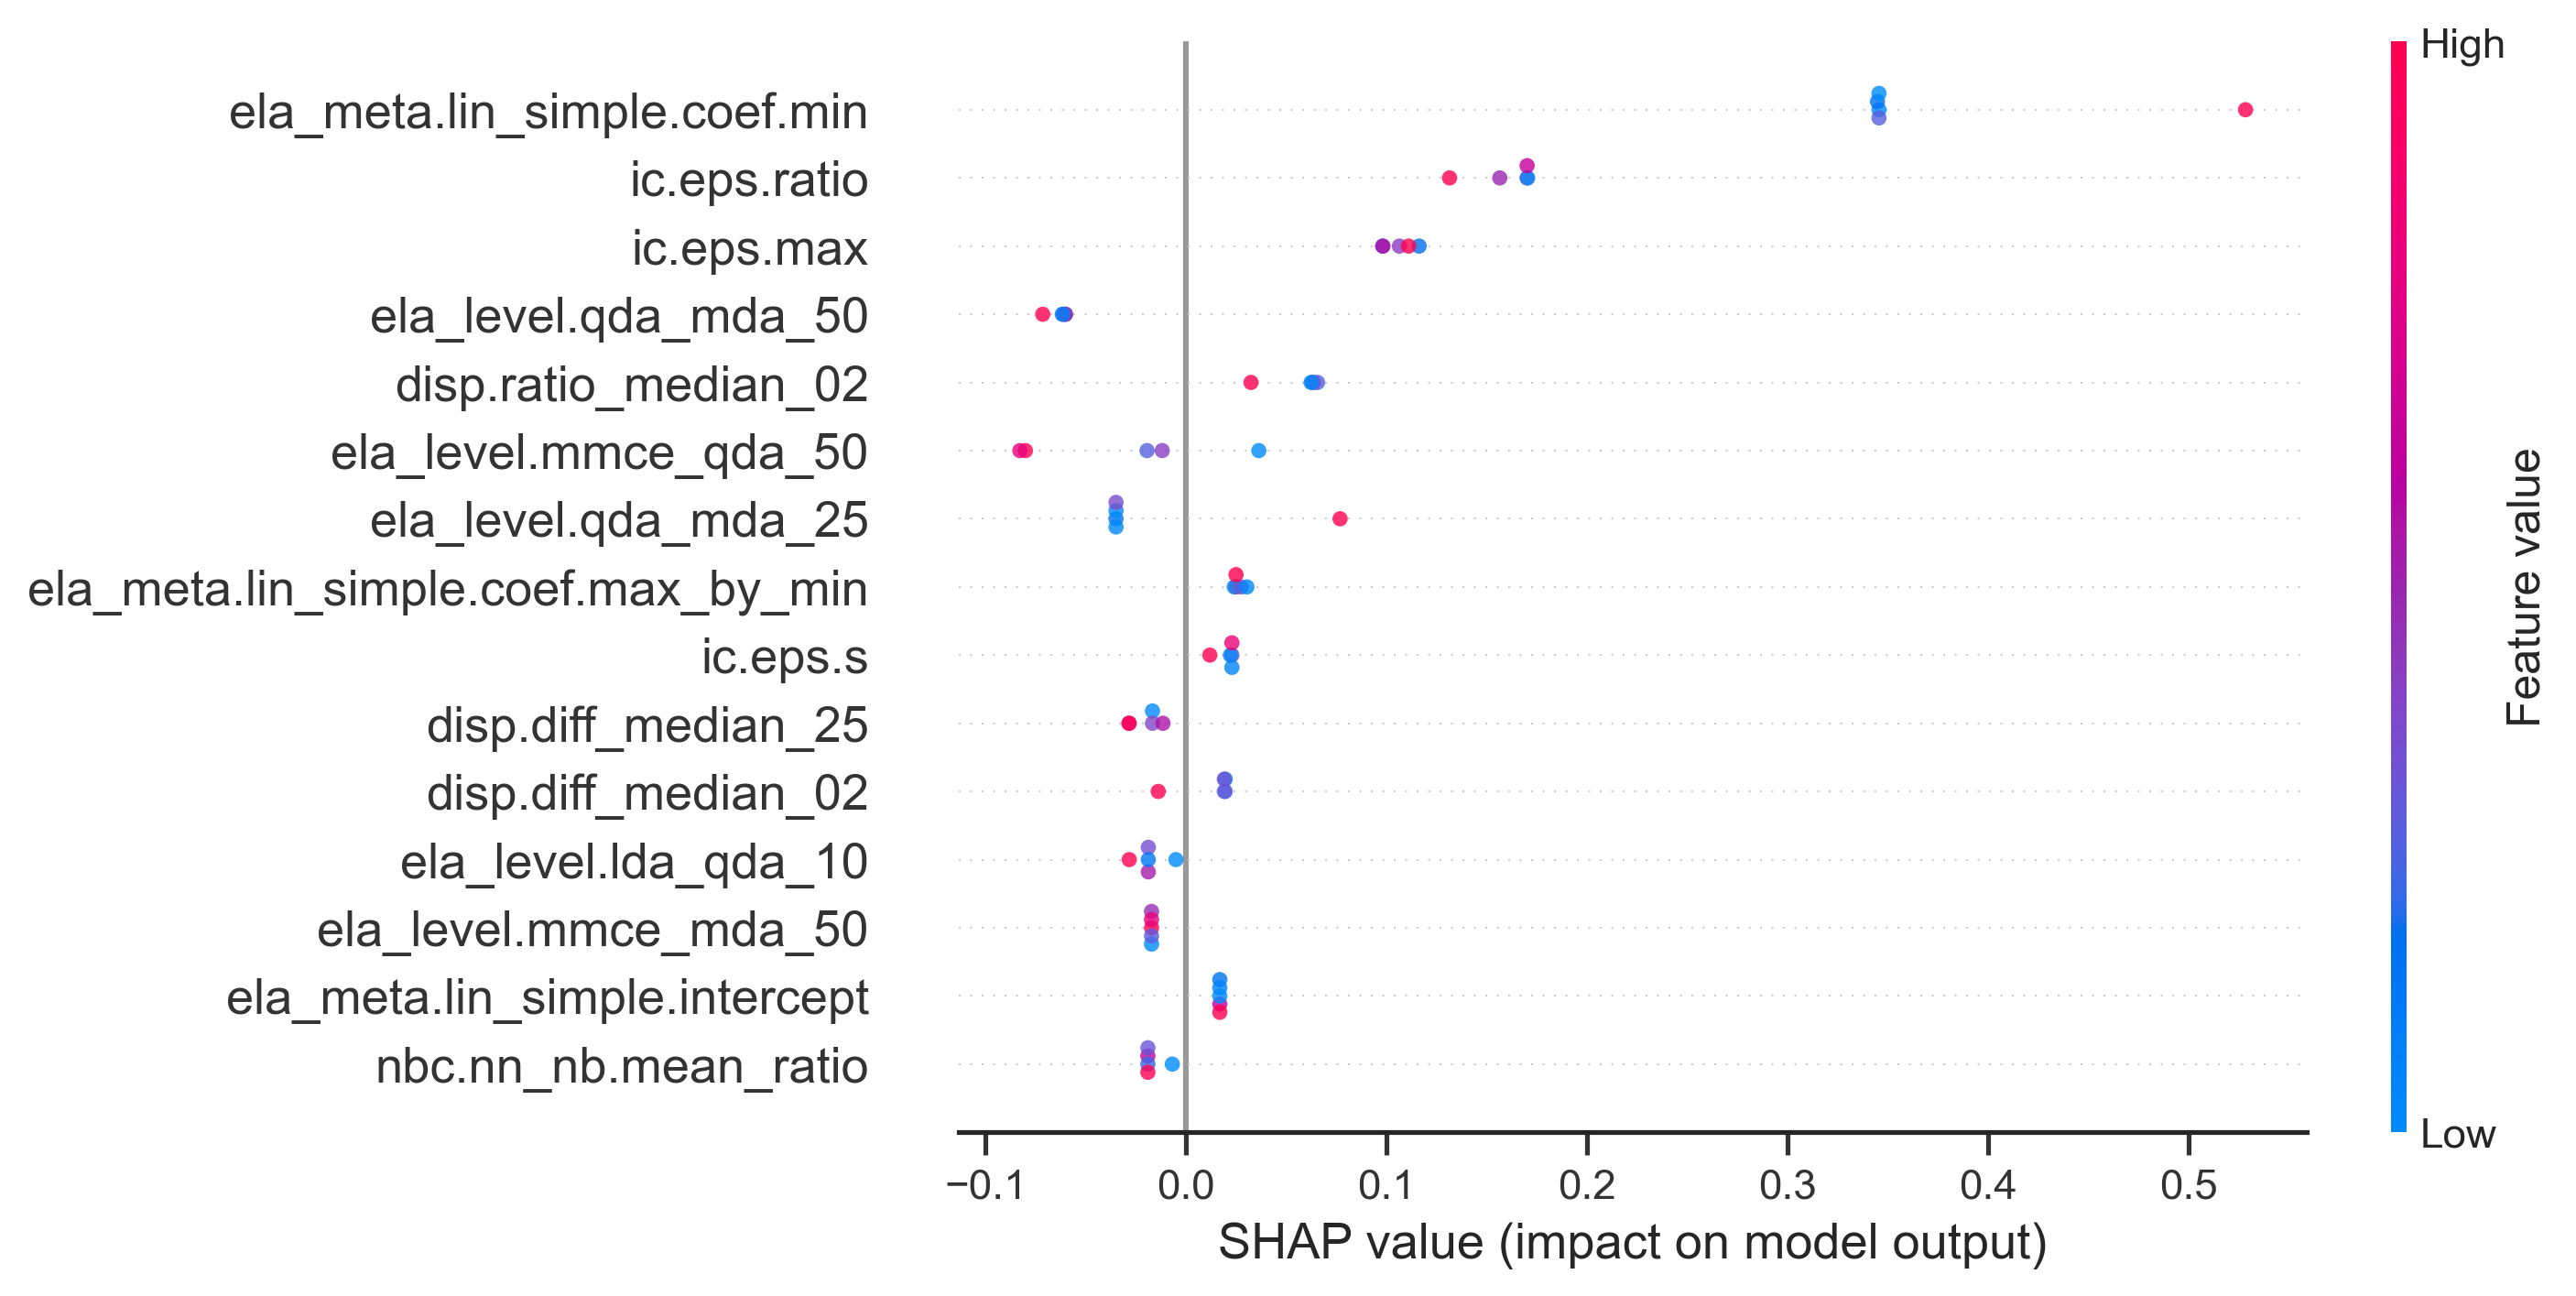 High
ela_meta.lin_simple.coef.min
ic.eps.ratio
ic.eps.max
ela_level.qda_mda_50
disp.ratio_median_02
ela_level.mmce_qda_50
ela_level.qda_mda_25
ela_meta.lin_simple.coef.max_by_min
ic.eps.s
disp.diff_median_25
disp.diff_median_02
ela_level.lda_qda_10
ela_level.mmce_mda_50
ela_meta.lin_simple.intercept
nbc.nn_nb.mean_ratio
Feature value
Low
−0.1 0.0 0.1 0.2 0.3 0.4 0.5
SHAP value (impact on model output)